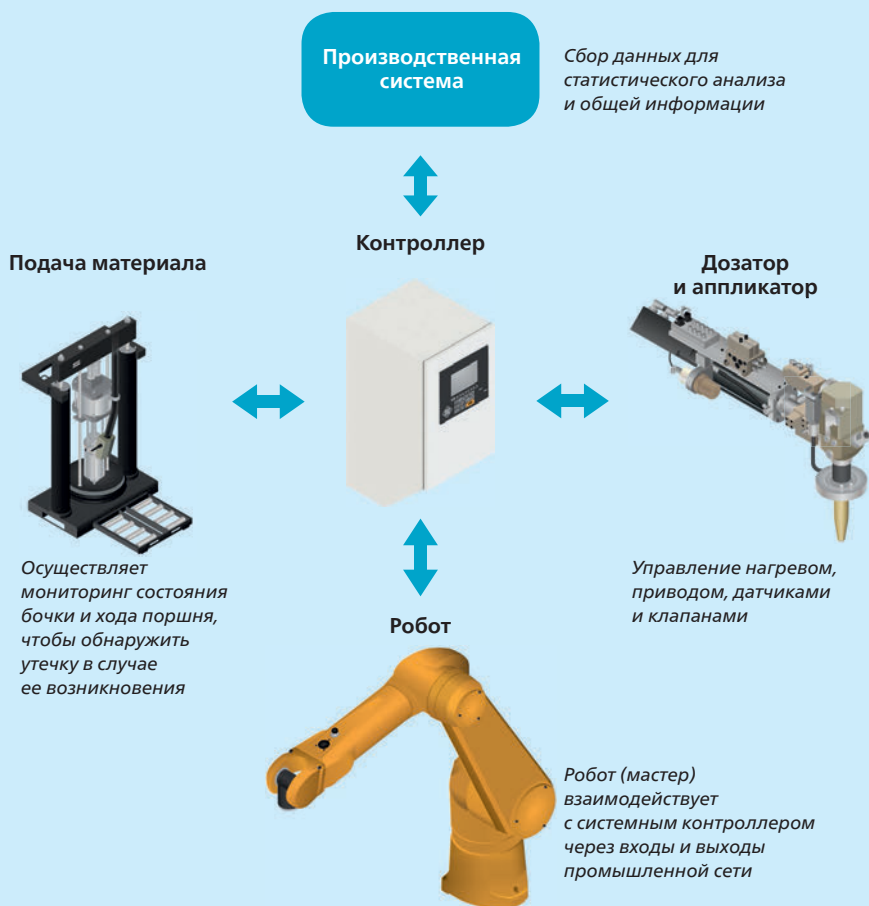 Производственная
система
Сбор данных для
статистического анализа
и общей информации
Контроллер
Подача материала
Дозатор
и аппликатор
Осуществляет
мониторинг состояния
бочки и хода поршня,
чтобы обнаружить
утечку в случае
ее возникновения
Управление нагревом,
приводом, датчиками
и клапанами
Робот
Робот (мастер)
взаимодействует
с системным контроллером
через входы и выходы
промышленной сети